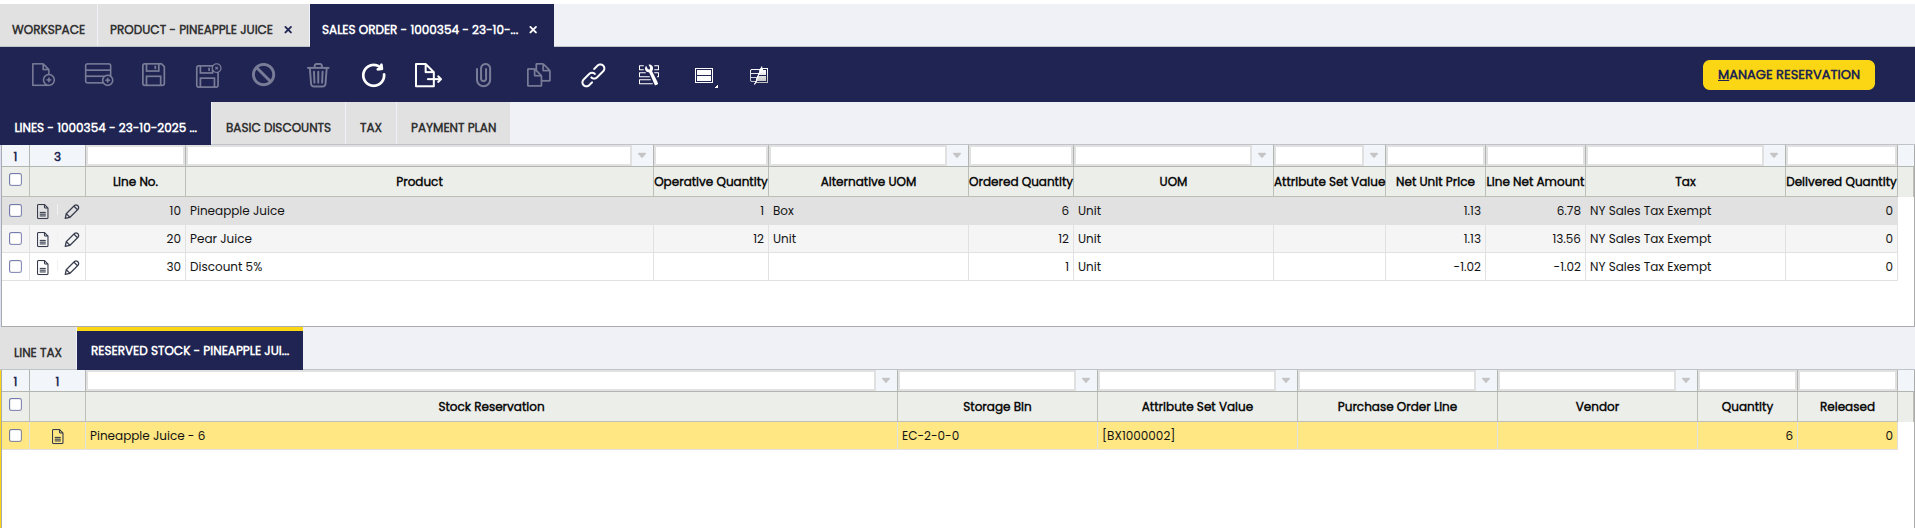 WORKSPACE PRODUCT - PINEAPPLE JUICE × SALES ORDER - 1000354 - 23-10-... ×
MANAGE RESERVATION
LINES - 1000354 - 23-10-2025 ... BASIC DISCOUNTS TAX PAYMENT PLAN
1 3
Line No. Product Operative Quantity Alternative UOM Ordered Quantity UOM Attribute Set Value Net Unit Price Line Net Amount Tax Delivered Quantity
10 Pineapple Juice 1 Box 6 Unit 1.13 6.78 NY Sales Tax Exempt 0
20 Pear Juice 12 Unit 12 Unit 1.13 13.56 NY Sales Tax Exempt 0
30 Discount 5% 1 Unit -1.02 -1.02 NY Sales Tax Exempt 0
LINE TAX RESERVED STOCK - PINEAPPLE JUI...
1 1
Stock Reservation Storage Bin Attribute Set Value Purchase Order Line Vendor Quantity Released
Pineapple Juice - 6 EC-2-0-0 [BX1000002] 6 0